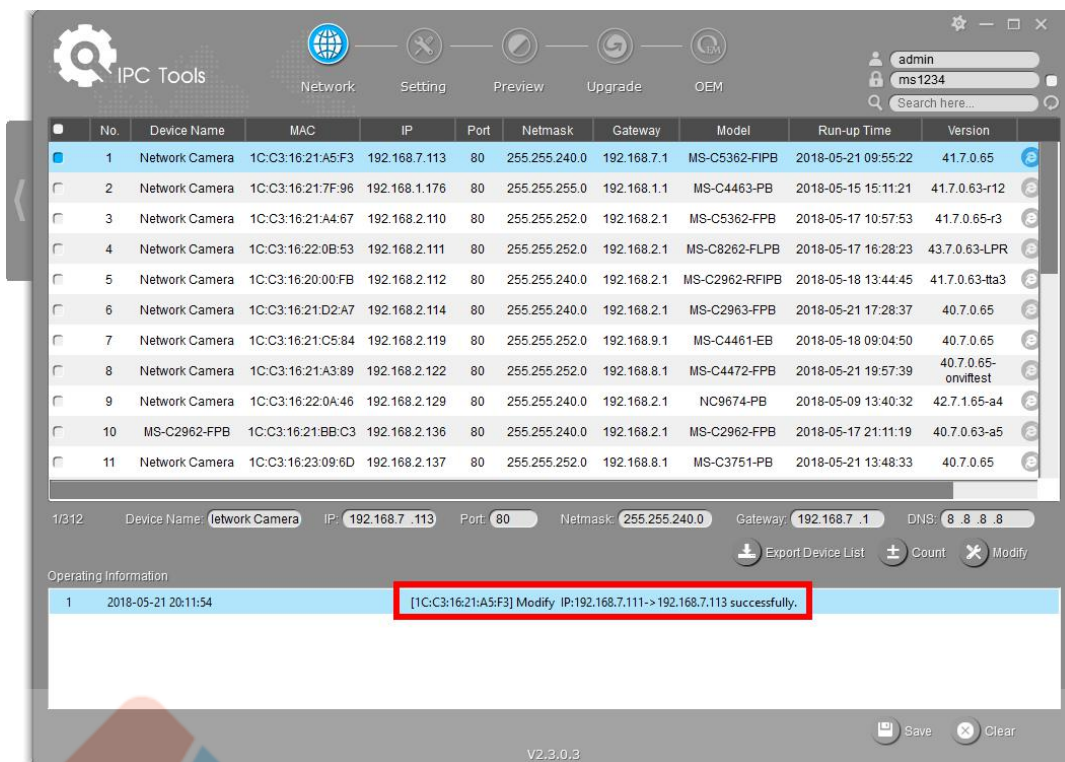 IPC Tools
Network Setting Preview Upgrade OEM
OEM
admin
ms1234
Search here...
No. Device Name MAC IP Port Netmask Gateway Model Run-up Time Version
1 Network Camera 1C:C3:16:21:A5:F3 192.168.7.113 80 255.255.240.0 192.168.7.1 MS-C5362-FIPB 2018-05-21 09:55:22 41.7.0.65
2 Network Camera 1C:C3:16:21:7F:96 192.168.1.176 80 255.255.255.0 192.168.1.1 MS-C4463-PB 2018-05-15 15:11:21 41.7.0.63-r12
3 Network Camera 1C:C3:16:21:A4:67 192.168.2.110 80 255.255.252.0 192.168.2.1 MS-C5362-FPB 2018-05-17 10:57:53 41.7.0.65-r3
4 Network Camera 1C:C3:16:22:0B:53 192.168.2.111 80 255.255.252.0 192.168.2.1 MS-C8262-FLPB 2018-05-17 16:28:23 43.7.0.63-LPR
5 Network Camera 1C:C3:16:20:00:FB 192.168.2.112 80 255.255.240.0 192.168.2.1 MS-C2962-RFIPB 2018-05-18 13:44:45 41.7.0.63-tta3
6 Network Camera 1C:C3:16:21:D2:A7 192.168.2.114 80 255.255.240.0 192.168.2.1 MS-C2963-FPB 2018-05-21 17:28:37 40.7.0.65
7 Network Camera 1C:C3:16:21:C5:84 192.168.2.119 80 255.255.252.0 192.168.9.1 MS-C4461-EB 2018-05-18 09:04:50 40.7.0.65
8 Network Camera 1C:C3:16:21:A3:89 192.168.2.122 80 255.255.252.0 192.168.8.1 MS-C4472-FPB 2018-05-21 19:57:39 40.7.0.65-
onviftest
9 Network Camera 1C:C3:16:22:0A:46 192.168.2.129 80 255.255.240.0 192.168.2.1 NC9674-PB 2018-05-09 13:40:32 42.7.1.65-a4
10 MS-C2962-FPB 1C:C3:16:21:BB:C3 192.168.2.136 80 255.255.240.0 192.168.2.1 MS-C2962-FPB 2018-05-17 21:11:19 40.7.0.63-a5
11 Network Camera 1C:C3:16:23:09:6D 192.168.2.137 80 255.255.252.0 192.168.8.1 MS-C3751-PB 2018-05-21 13:48:33 40.7.0.65
1/312 Device Name: letwork Camera IP: 192.168.7 .113 Port: 80 Netmask: 255.255.240.0 Gateway: 192.168.7 .1 DNS: 8 .8 .8 .8
Export Device List Count Modify
Operating Information
1 2018-05-21 20:11:54 [1C:C3:16:21:A5:F3] Modify IP:192.168.7.111->192.168.7.113 successfully.
Save Clear
V2.3.0.3